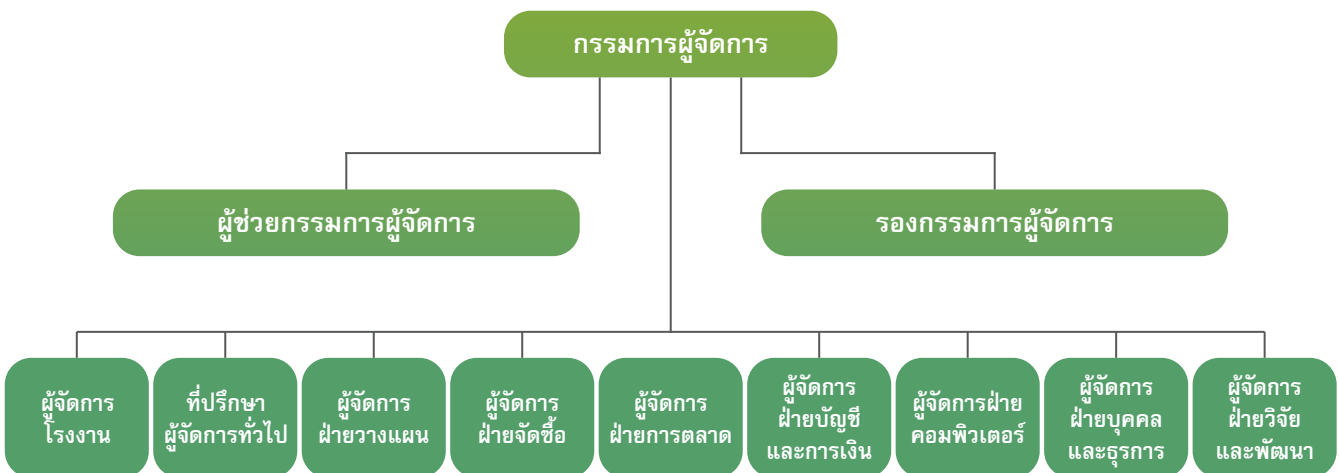 กรรมการผู้จัดการ
ผู้ช่วยกรรมการผู้จัดการ
รองกรรมการผู้จัดการ
ผู้จัดการ
โรงงาน
ที่ปรึกษา
ผู้จัดการทั่วไป
ผู้จัดการ
ฝ่ายวางแผน
ผู้จัดการ
ฝ่ายจัดซื้อ
ผู้จัดการ
ฝ่ายการตลาด
ผู้จัดการ
ฝ่ายบัญชี
และการเงิน
ผู้จัดการฝ่าย
คอมพิวเตอร์
ผู้จัดการ
ฝ่ายบุคคล
และธุรการ
ผู้จัดการ
ฝ่ายวิจัย
และพัฒนา